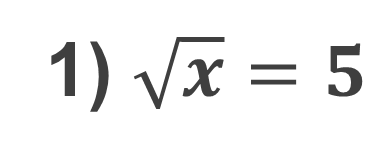 1) √x = 5